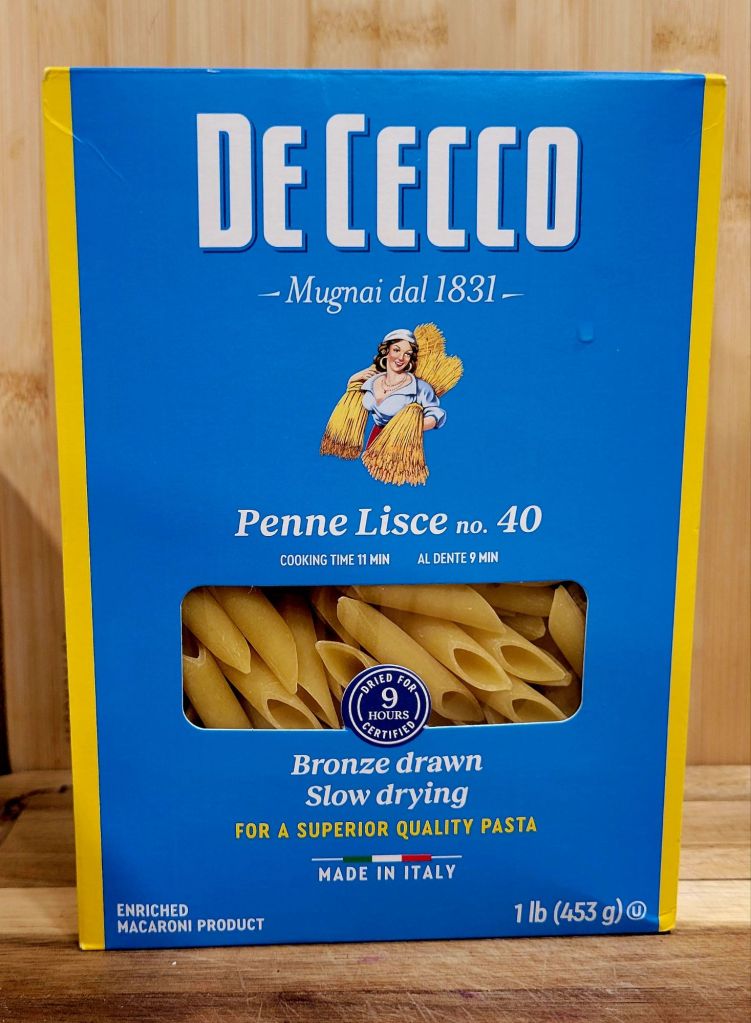 DE CECCO
Mugnai dal 1831
Penne Lisce no. 40
COOKING TIME 11 MIN AL DENTE 9 MIN
DRIED FOR
9
HOURS
CERTIFIED
Bronze drawn
Slow drying
FOR A SUPERIOR QUALITY PASTA
MADE IN ITALY
ENRICHED
MACARONI PRODUCT
1 lb (453 g) U